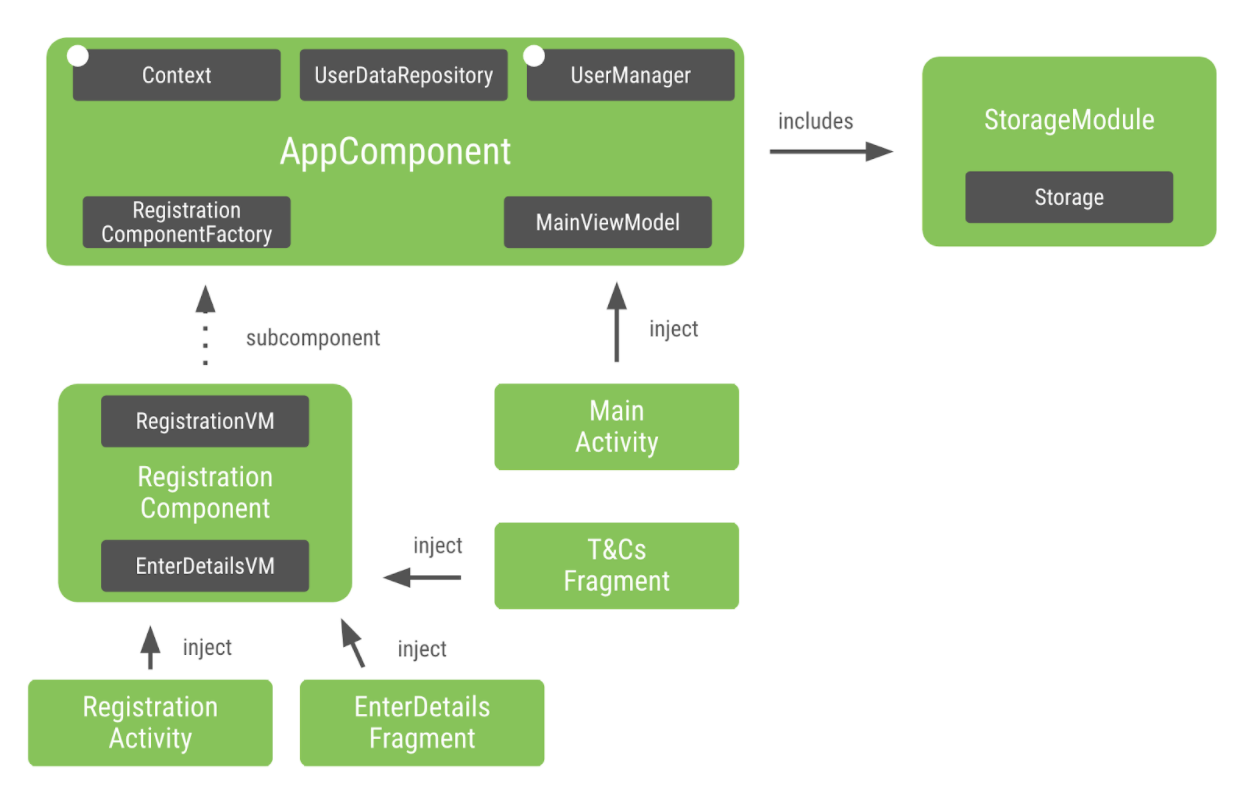 Context
UserDataRepository
UserManager
AppComponent
Registration
ComponentFactory
MainViewModel
includes
StorageModule
Storage
subcomponent
inject
RegistrationVM
Registration
Component
EnterDetailsVM
Main
Activity
inject
T&Cs
Fragment
inject
inject
Registration
Activity
EnterDetails
Fragment